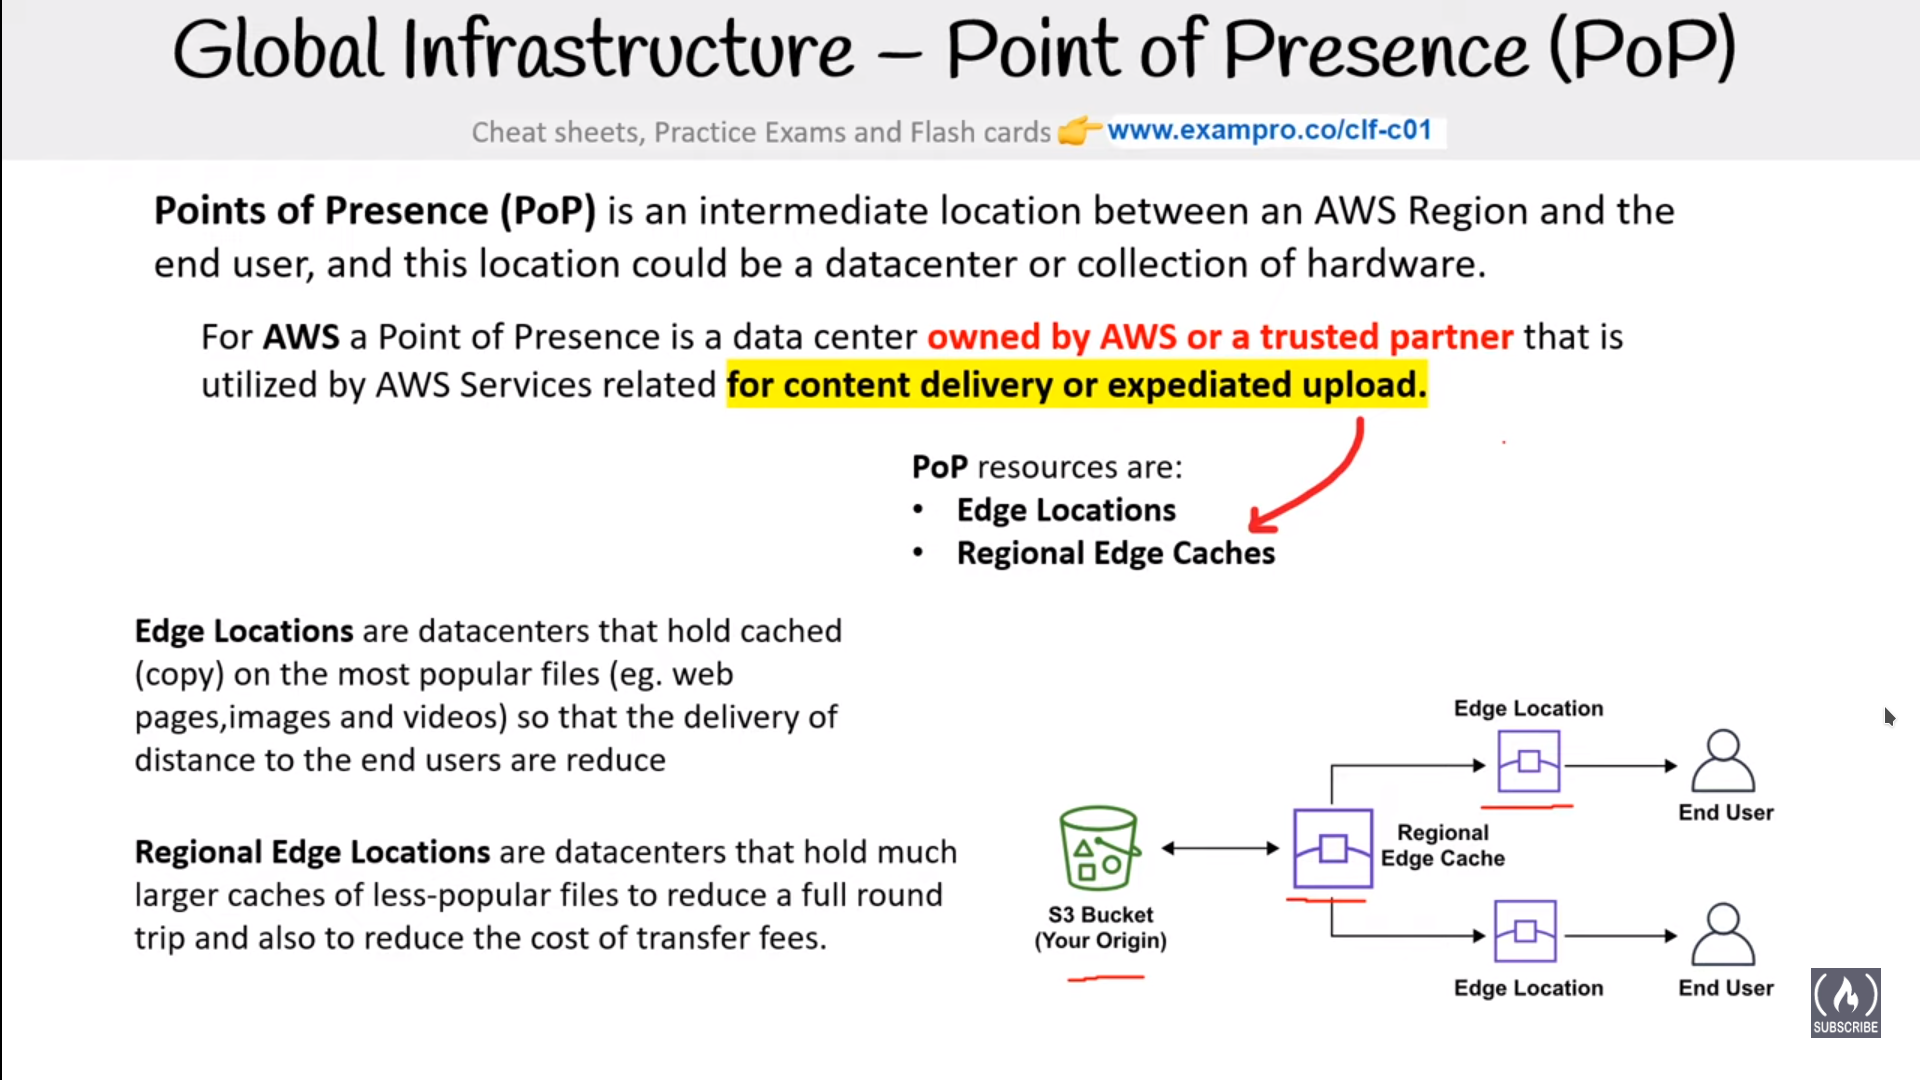 Global Infrastructure – Point of Presence (PoP)
Cheat sheets, Practice Exams and Flash cards 👉 www.exampro.co/clf-c01
Points of Presence (PoP) is an intermediate location between an AWS Region and the
end user, and this location could be a datacenter or collection of hardware.
For AWS a Point of Presence is a data center owned by AWS or a trusted partner that is
utilized by AWS Services related for content delivery or expediated upload.
PoP resources are:
• Edge Locations
• Regional Edge Caches
Edge Locations are datacenters that hold cached
(copy) on the most popular files (eg. web
pages,images and videos) so that the delivery of
distance to the end users are reduce
Regional Edge Locations are datacenters that hold much
larger caches of less-popular files to reduce a full round
trip and also to reduce the cost of transfer fees.
Edge Location
End User
Regional
Edge Cache
S3 Bucket
(Your Origin)
Edge Location
End User
SUBSCRIBE